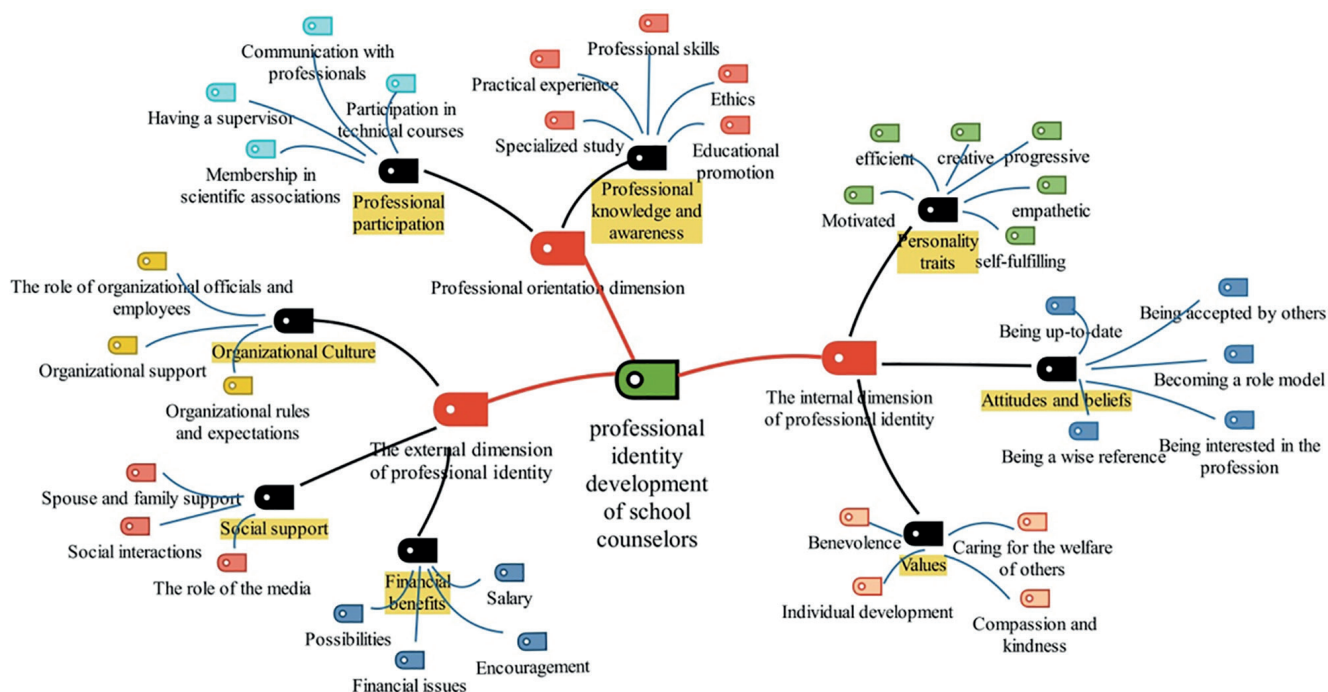 Communication with
professionals
Having a supervisor
Participation in
technical courses
Membership in
scientific associations
Professional
participation
Professional skills
Practical experience
Ethics
Specialized study
Educational
promotion
Professional
knowledge and
awareness
Professional orientation dimension
efficient
creative
progressive
Motivated
empathetic
Personality
traits
self-fulfilling
The role of organizational officials and
employees
Organizational support
Organizational Culture
Organizational rules
and expectations
The external dimension
of professional identity
Spouse and family support
Social interactions
Social support
The role of the media
Financial
benefits
Salary
Possibilities
Financial issues
Encouragement
professional
identity
development
of school
counselors
The internal dimension
of professional identity
Being up-to-date
Being accepted by others
Becoming a role model
Attitudes and beliefs
Being a wise reference
Being interested in the
profession
Benevolence
Caring for the welfare
of others
Values
Individual development
Compassion and
kindness